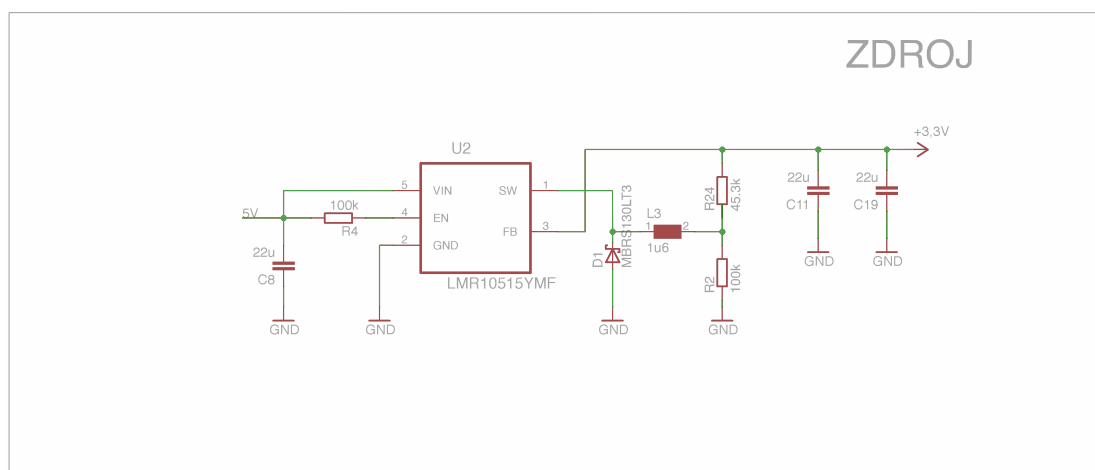 ZDROJ
+3,3V
U2
5 VIN SW 1
4 EN
FB 3
2 GND
LMR10515YMF
5V
100k
R4
22u
C8
GND
GND
D1
MBRS130LT3
GND
L3
1 2
1u6
R24
45.3k
R2
100k
GND
22u
C11
GND
22u
C19
GND